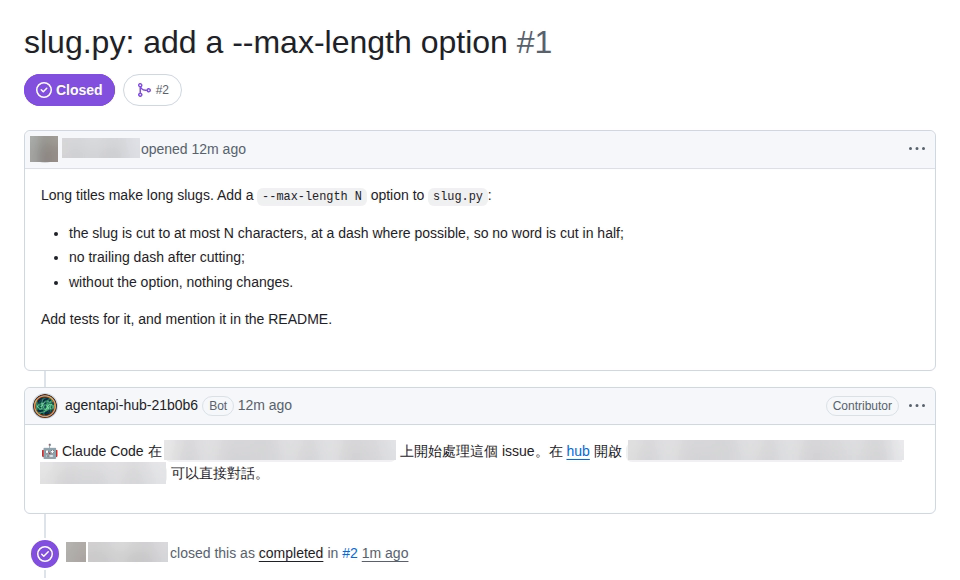 slug.py: add a --max-length option #1
Closed
#2
opened 12m ago
Long titles make long slugs. Add a --max-length N option to slug.py:
the slug is cut to at most N characters, at a dash where possible, so no word is cut in half;
no trailing dash after cutting;
without the option, nothing changes.
Add tests for it, and mention it in the README.
agentapi-hub-21b0b6 Bot 12m ago Contributor
🤖 Claude Code 在 上開始處理這個 issue。在 hub 開啟
可以直接對話。
closed this as completed in #2 1m ago